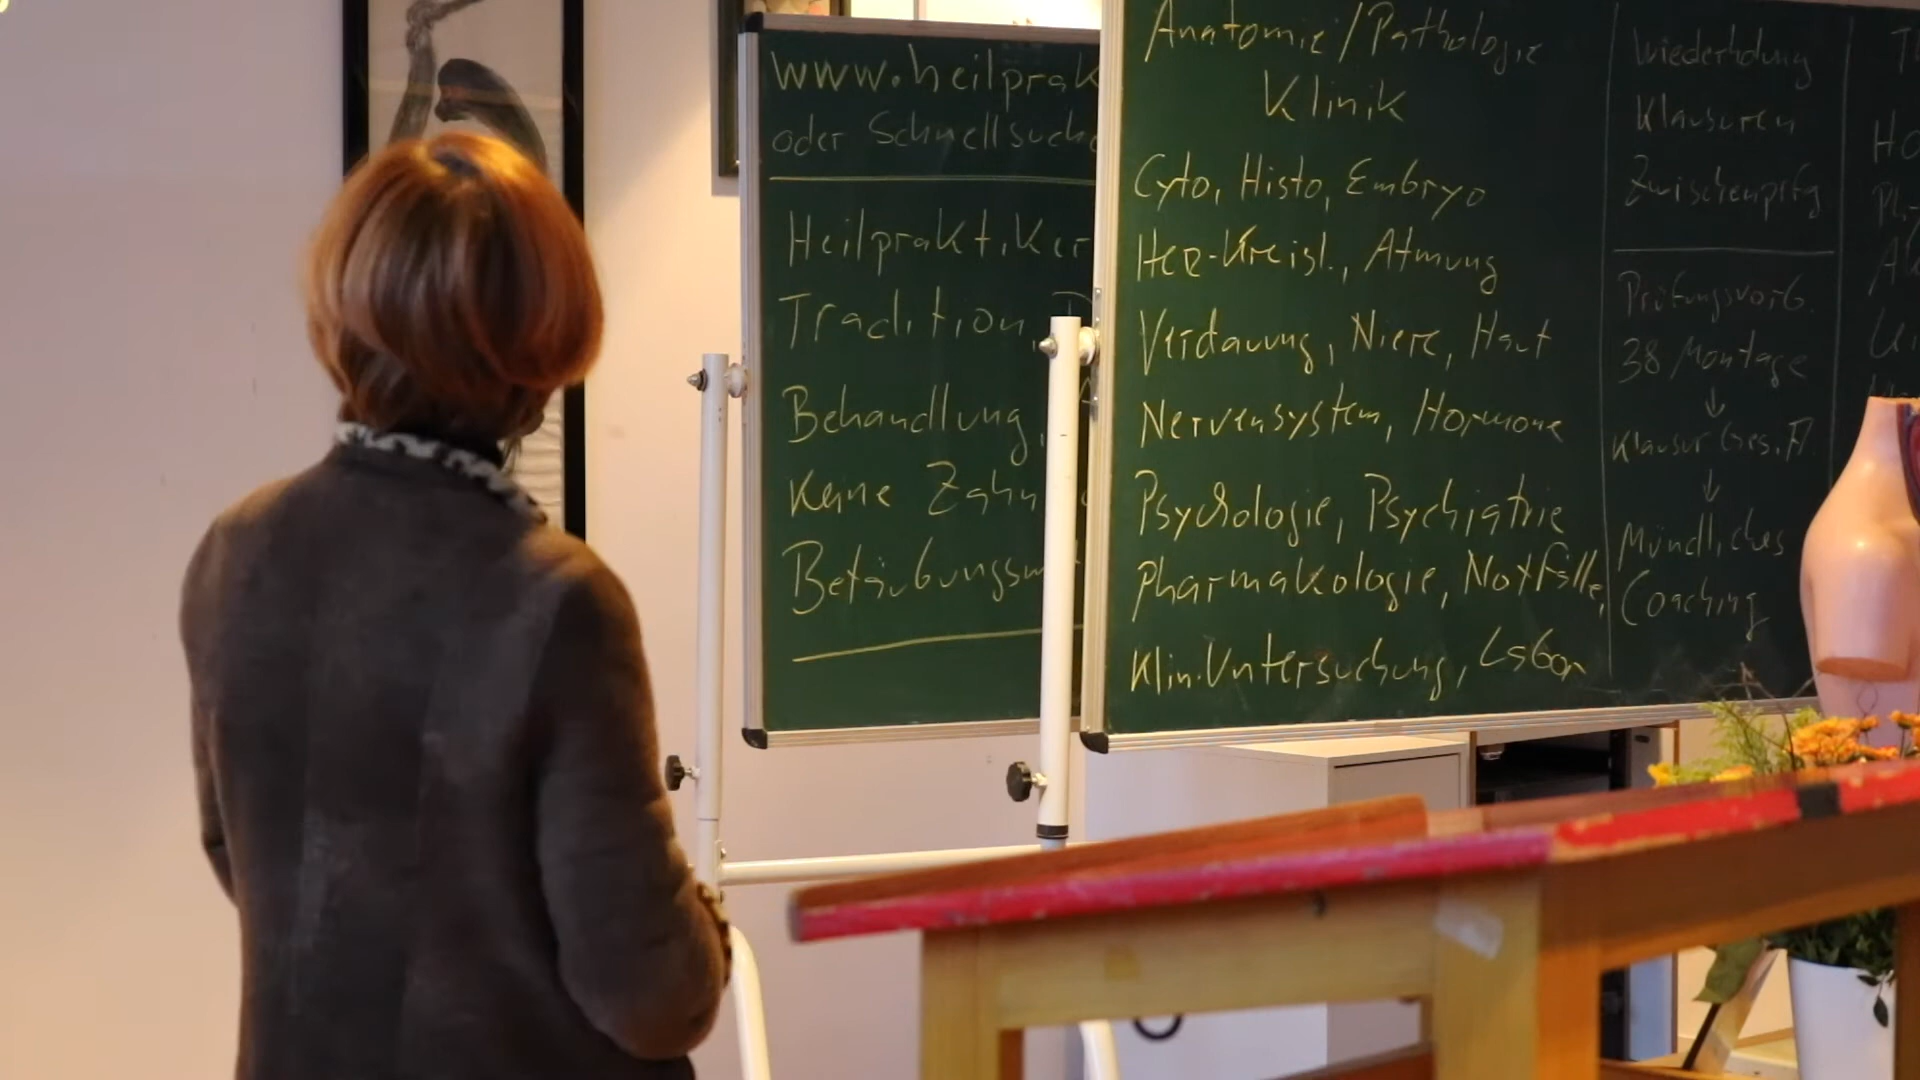 www.heilprak
oder Schnellsuche
Heilpraktiker
Tradition,
Behandlung,
Keine Zahn
Betäubungsm
Anatomie/Pathologie
Klinik
Cyto, Histo, Embryo
Herz-Kreisl., Atmung
Verdauung, Niere, Haut
Nervensystem, Hormone
Psychologie, Psychiatrie
Pharmakologie, Notfälle,
Klin. Untersuchung, Labor
Wiederholung
Klausuren
Zwischenprfg
Prüfungsvorb.
38 Montage
↓
Klausur Ges.A.
↓
Mündliches
Coaching